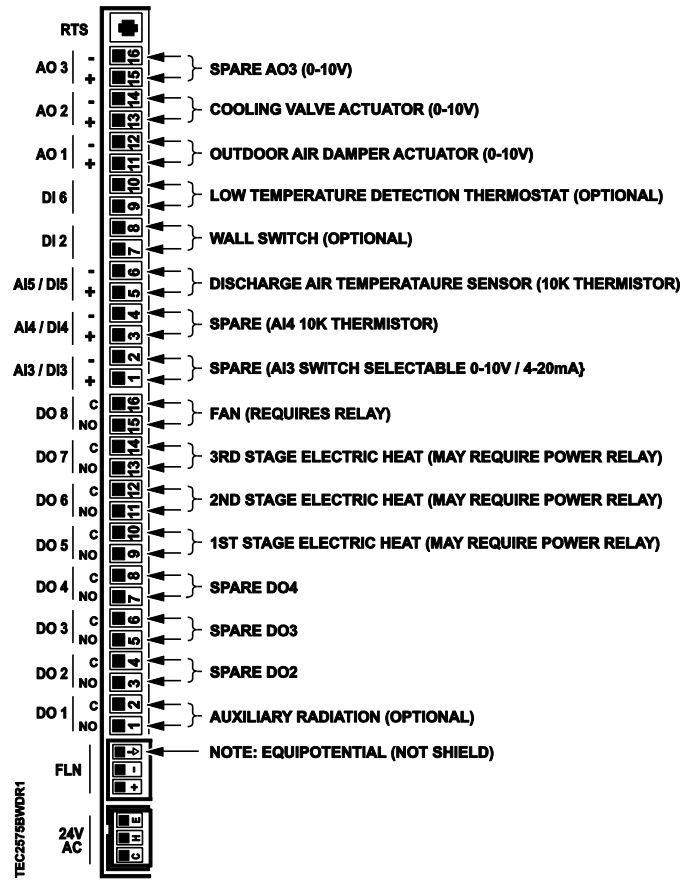 RTS
AO 3 - 16 SPARE AO3 (0-10V)
+ 15
AO 2 - 14 COOLING VALVE ACTUATOR (0-10V)
+ 13
AO 1 - 12 OUTDOOR AIR DAMPER ACTUATOR (0-10V)
+ 11
DI 6 10 LOW TEMPERATURE DETECTION THERMOSTAT (OPTIONAL)
9
DI 2 8 WALL SWITCH (OPTIONAL)
7
AI5 / DI5 - 6 DISCHARGE AIR TEMPERATAURE SENSOR (10K THERMISTOR)
+ 5
AI4 / DI4 - 4 SPARE (AI4 10K THERMISTOR)
+ 3
AI3 / DI3 - 2 SPARE (AI3 SWITCH SELECTABLE 0-10V / 4-20mA}
+ 1
DO 8 C 16 FAN (REQUIRES RELAY)
NO 15
DO 7 C 14 3RD STAGE ELECTRIC HEAT (MAY REQUIRE POWER RELAY)
NO 13
DO 6 C 12 2ND STAGE ELECTRIC HEAT (MAY REQUIRE POWER RELAY)
NO 11
DO 5 C 10 1ST STAGE ELECTRIC HEAT (MAY REQUIRE POWER RELAY)
NO 9
DO 4 C 8 SPARE DO4
NO 7
DO 3 C 6 SPARE DO3
NO 5
DO 2 C 4 SPARE DO2
NO 3
DO 1 C 2 AUXILIARY RADIATION (OPTIONAL)
NO 1
NOTE: EQUIPOTENTIAL (NOT SHIELD)
FLN -
+
24V E
AC H
C
TEC2575BWDR1